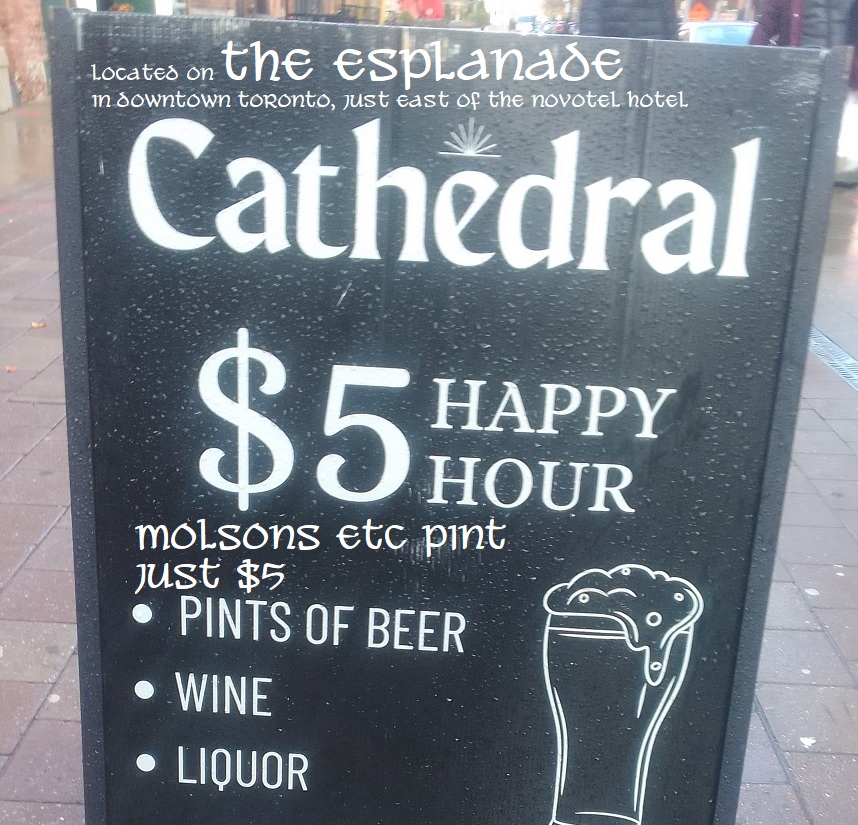 Located on the esplanade
in downtown toronto, just east of the novotel hotel
Cathedral
$5 HAPPY
HOUR
molsons etc pint
just $5
• PINTS OF BEER
• WINE
• LIQUOR